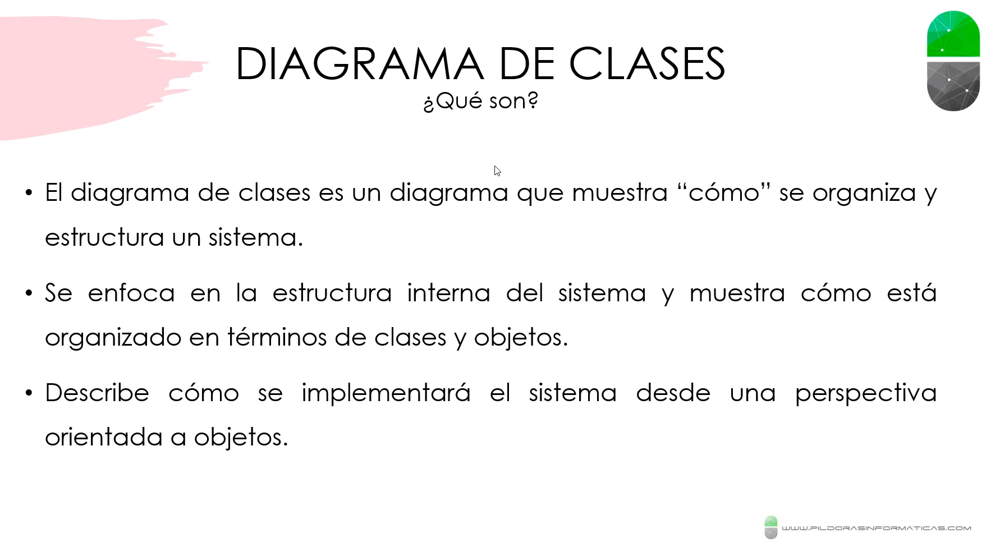 DIAGRAMA DE CLASES
¿Qué son?
• El diagrama de clases es un diagrama que muestra “cómo” se organiza y
estructura un sistema.
• Se enfoca en la estructura interna del sistema y muestra cómo está
organizado en términos de clases y objetos.
• Describe cómo se implementará el sistema desde una perspectiva
orientada a objetos.
WWW.PILDORASINFORMATICAS.COM